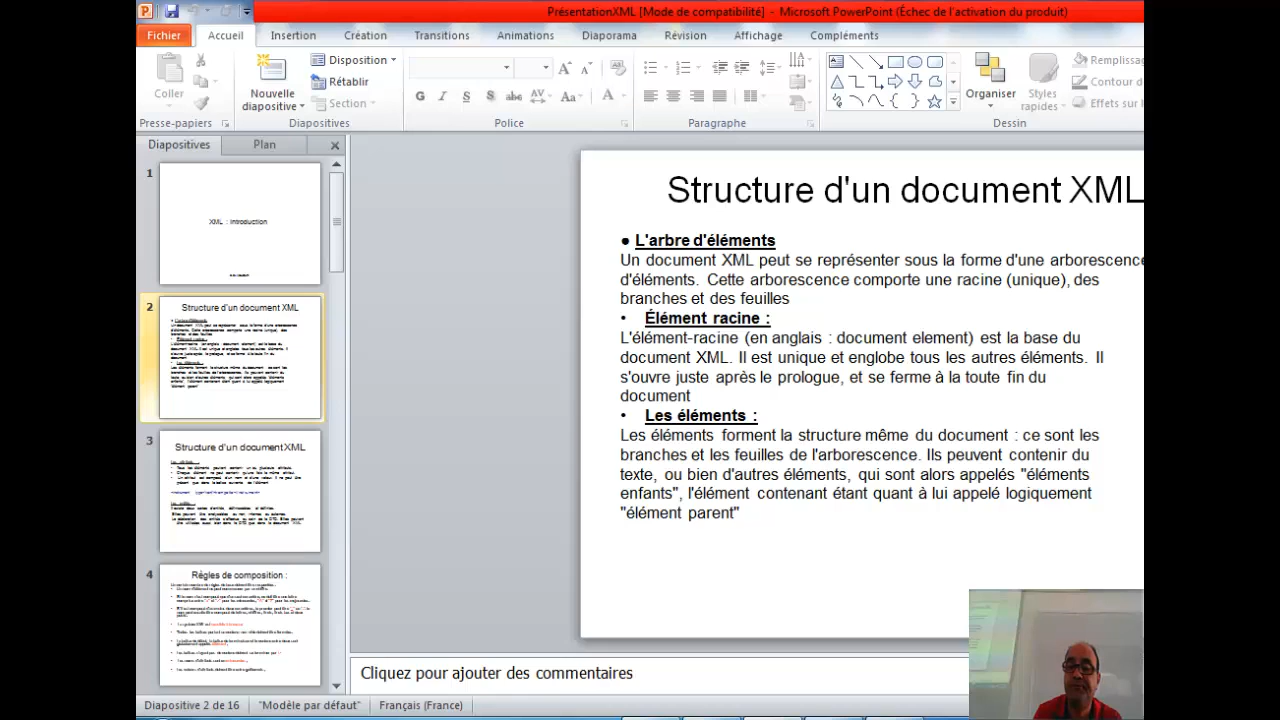 PrésentationXML [Mode de compatibilité] - Microsoft PowerPoint (Échec de l'activation du produit)
Fichier Accueil Insertion Création Transitions Animations Diaporama Révision Affichage Compléments
Disposition
Rétablir
Section
Coller
Nouvelle diapositive
Organiser
Styles rapides
Remplissag
Contour d
Effets sur
Presse-papiers Diapositives Police Paragraphe Dessin
Diapositives Plan
1
XML : Introduction
2
Structure d'un document XML
3
Structure d'un document XML
4
Règles de composition :
Structure d'un document XML
● L'arbre d'éléments
Un document XML peut se représenter sous la forme d'une arborescence
d'éléments. Cette arborescence comporte une racine (unique), des
branches et des feuilles
• Élément racine :
L'élément-racine (en anglais : document element) est la base du
document XML. Il est unique et englobe tous les autres éléments. Il
s'ouvre juste après le prologue, et se ferme à la toute fin du
document
• Les éléments :
Les éléments forment la structure même du document : ce sont les
branches et les feuilles de l'arborescence. Ils peuvent contenir du
texte, ou bien d'autres éléments, qui sont alors appelés "éléments
enfants", l'élément contenant étant quant à lui appelé logiquement
"élément parent"
Cliquez pour ajouter des commentaires
Diapositive 2 de 16 "Modèle par défaut" Français (France)